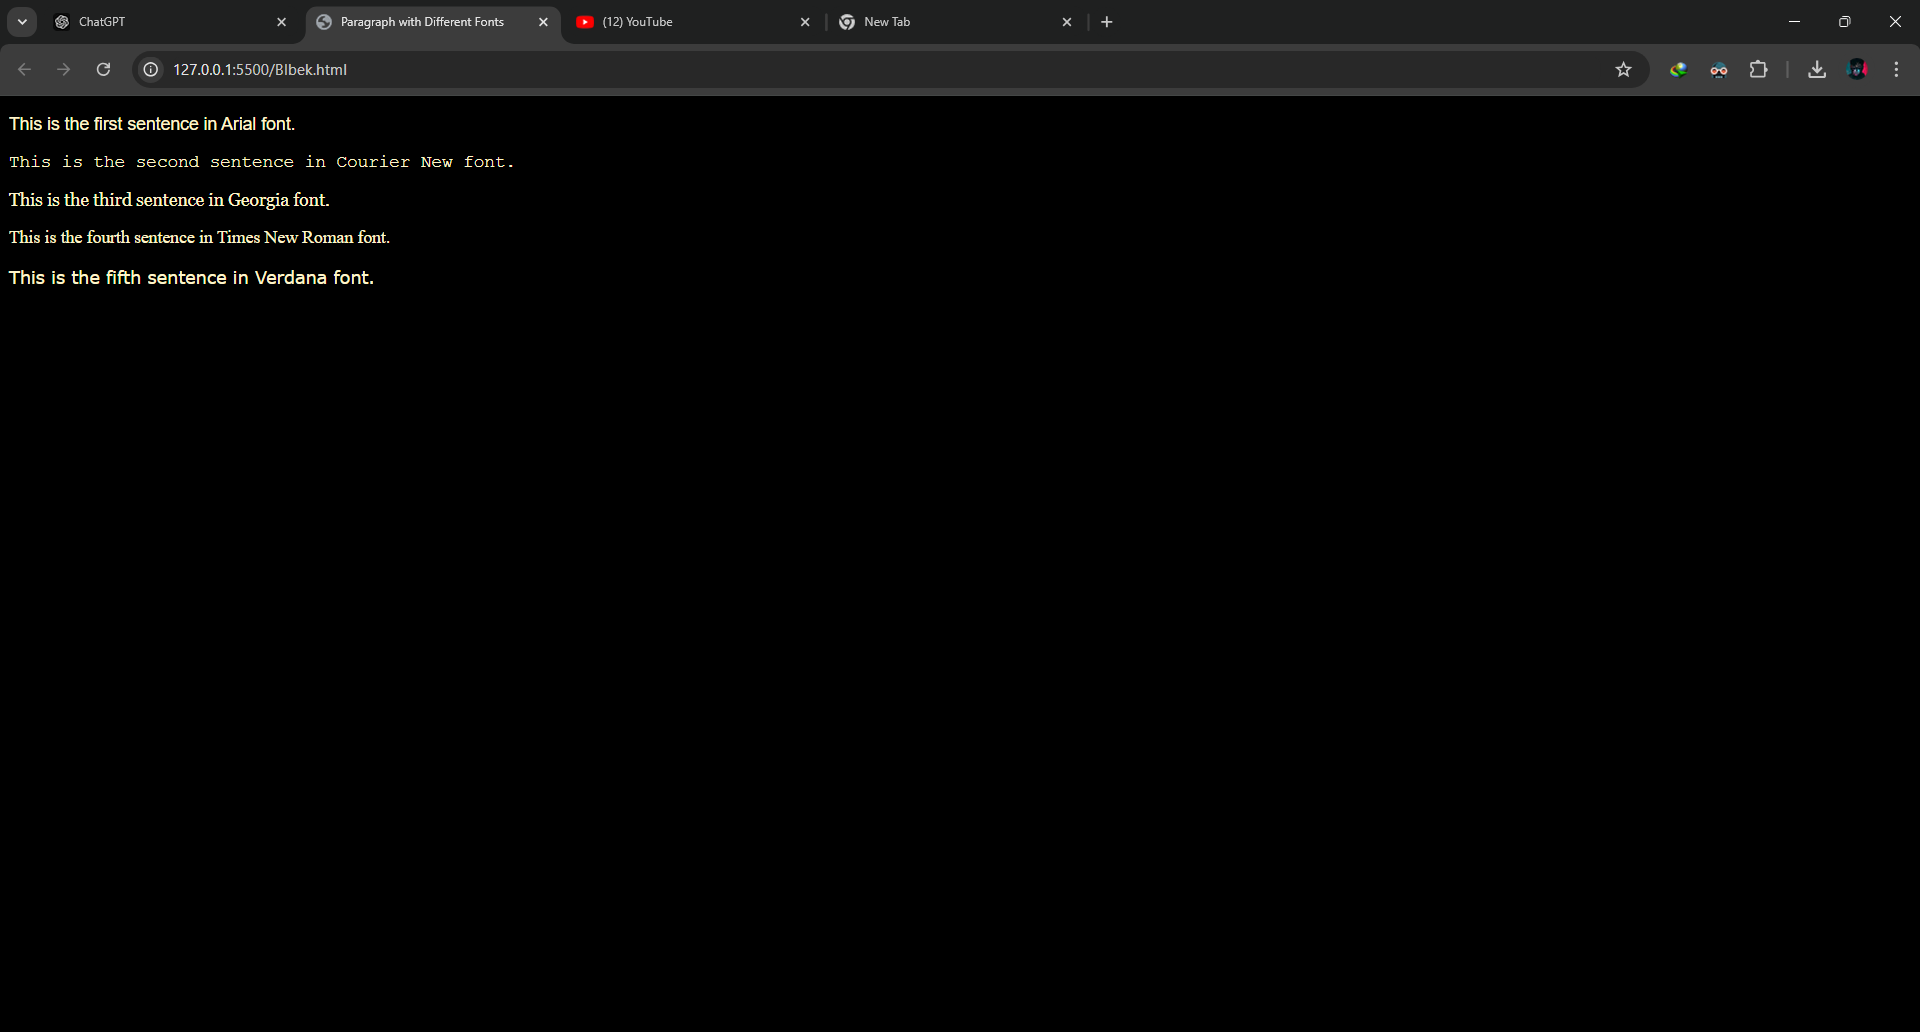 ChatGPT
Paragraph with Different Fonts
(12) YouTube
New Tab
127.0.0.1:5500/BIbek.html
This is the first sentence in Arial font.
This is the second sentence in Courier New font.
This is the third sentence in Georgia font.
This is the fourth sentence in Times New Roman font.
This is the fifth sentence in Verdana font.